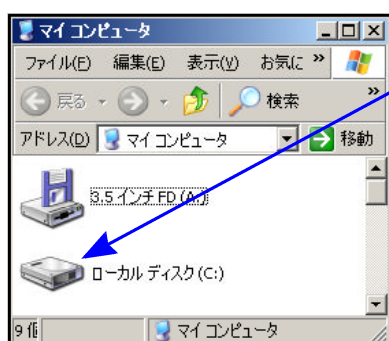 マイ コンピュータ
ファイル(F) 編集(E) 表示(V) お気に »
戻る 検索 »
アドレス(D) マイ コンピュータ 移動
3.5 インチ FD (A:)
ローカル ディスク (C:)
9 個 マイ コンピュータ